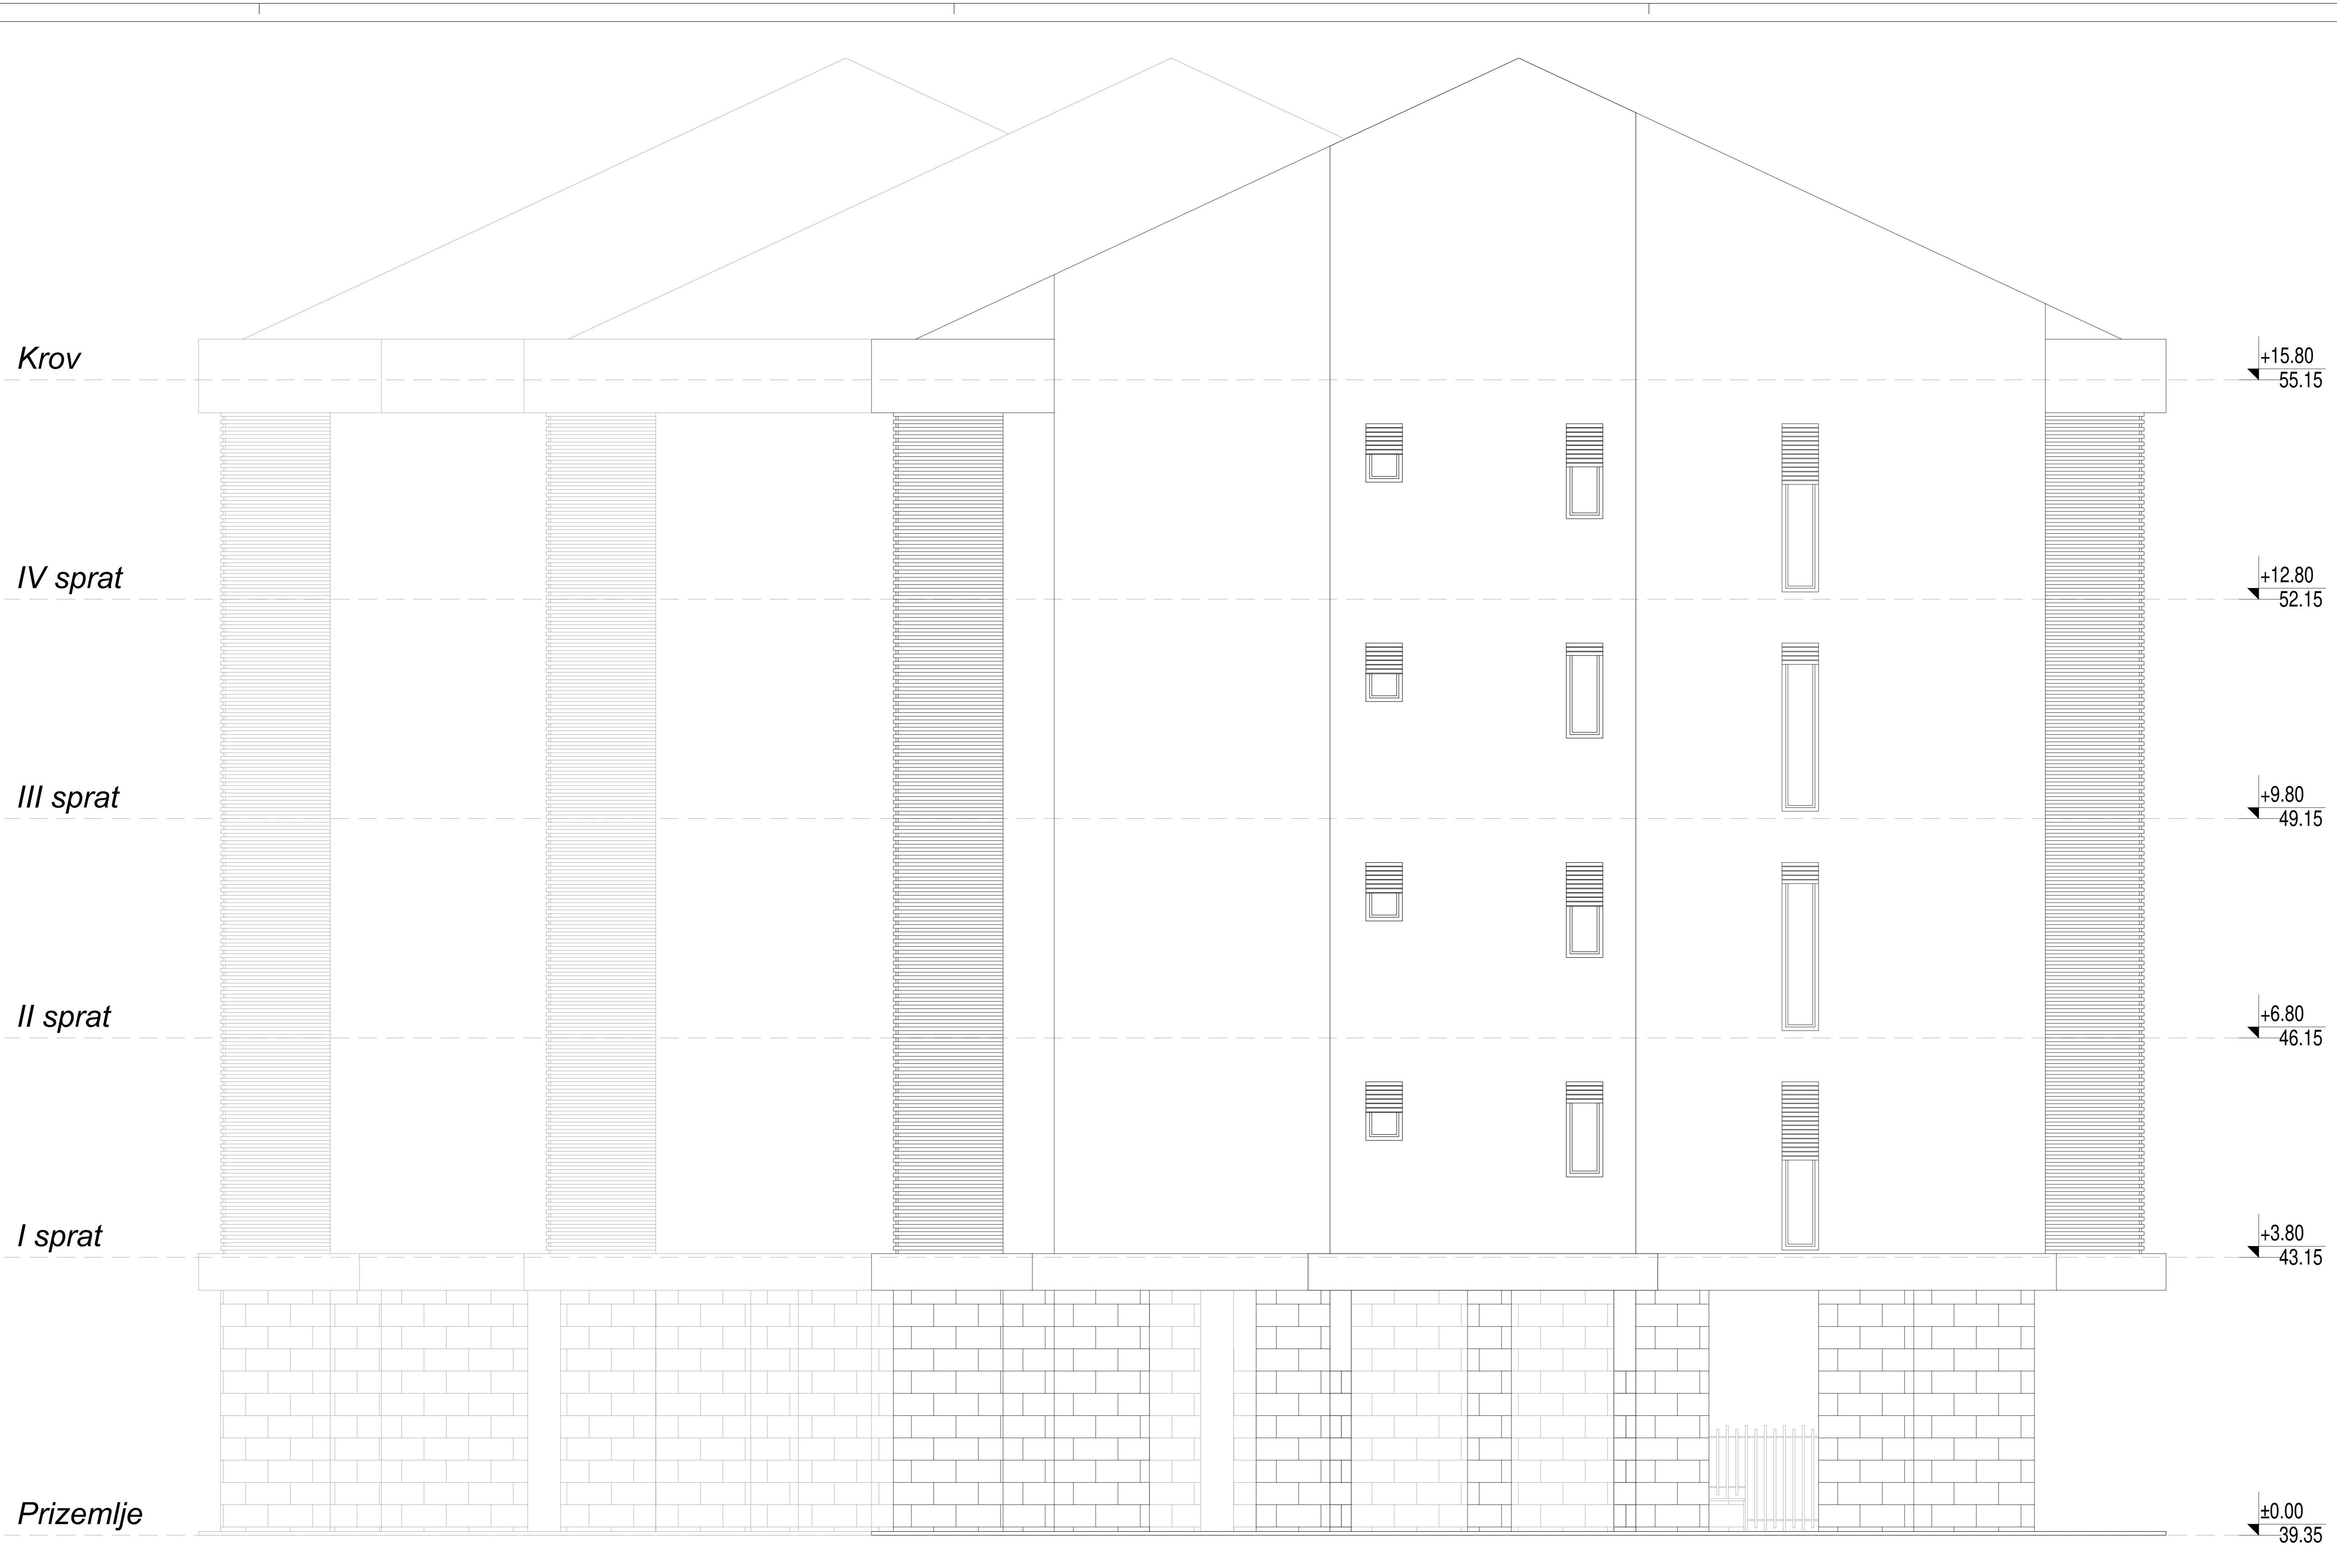 Krov
+15.80
55.15
IV sprat
+12.80
52.15
III sprat
+9.80
49.15
II sprat
+6.80
46.15
I sprat
+3.80
43.15
Prizemlje
±0.00
39.35